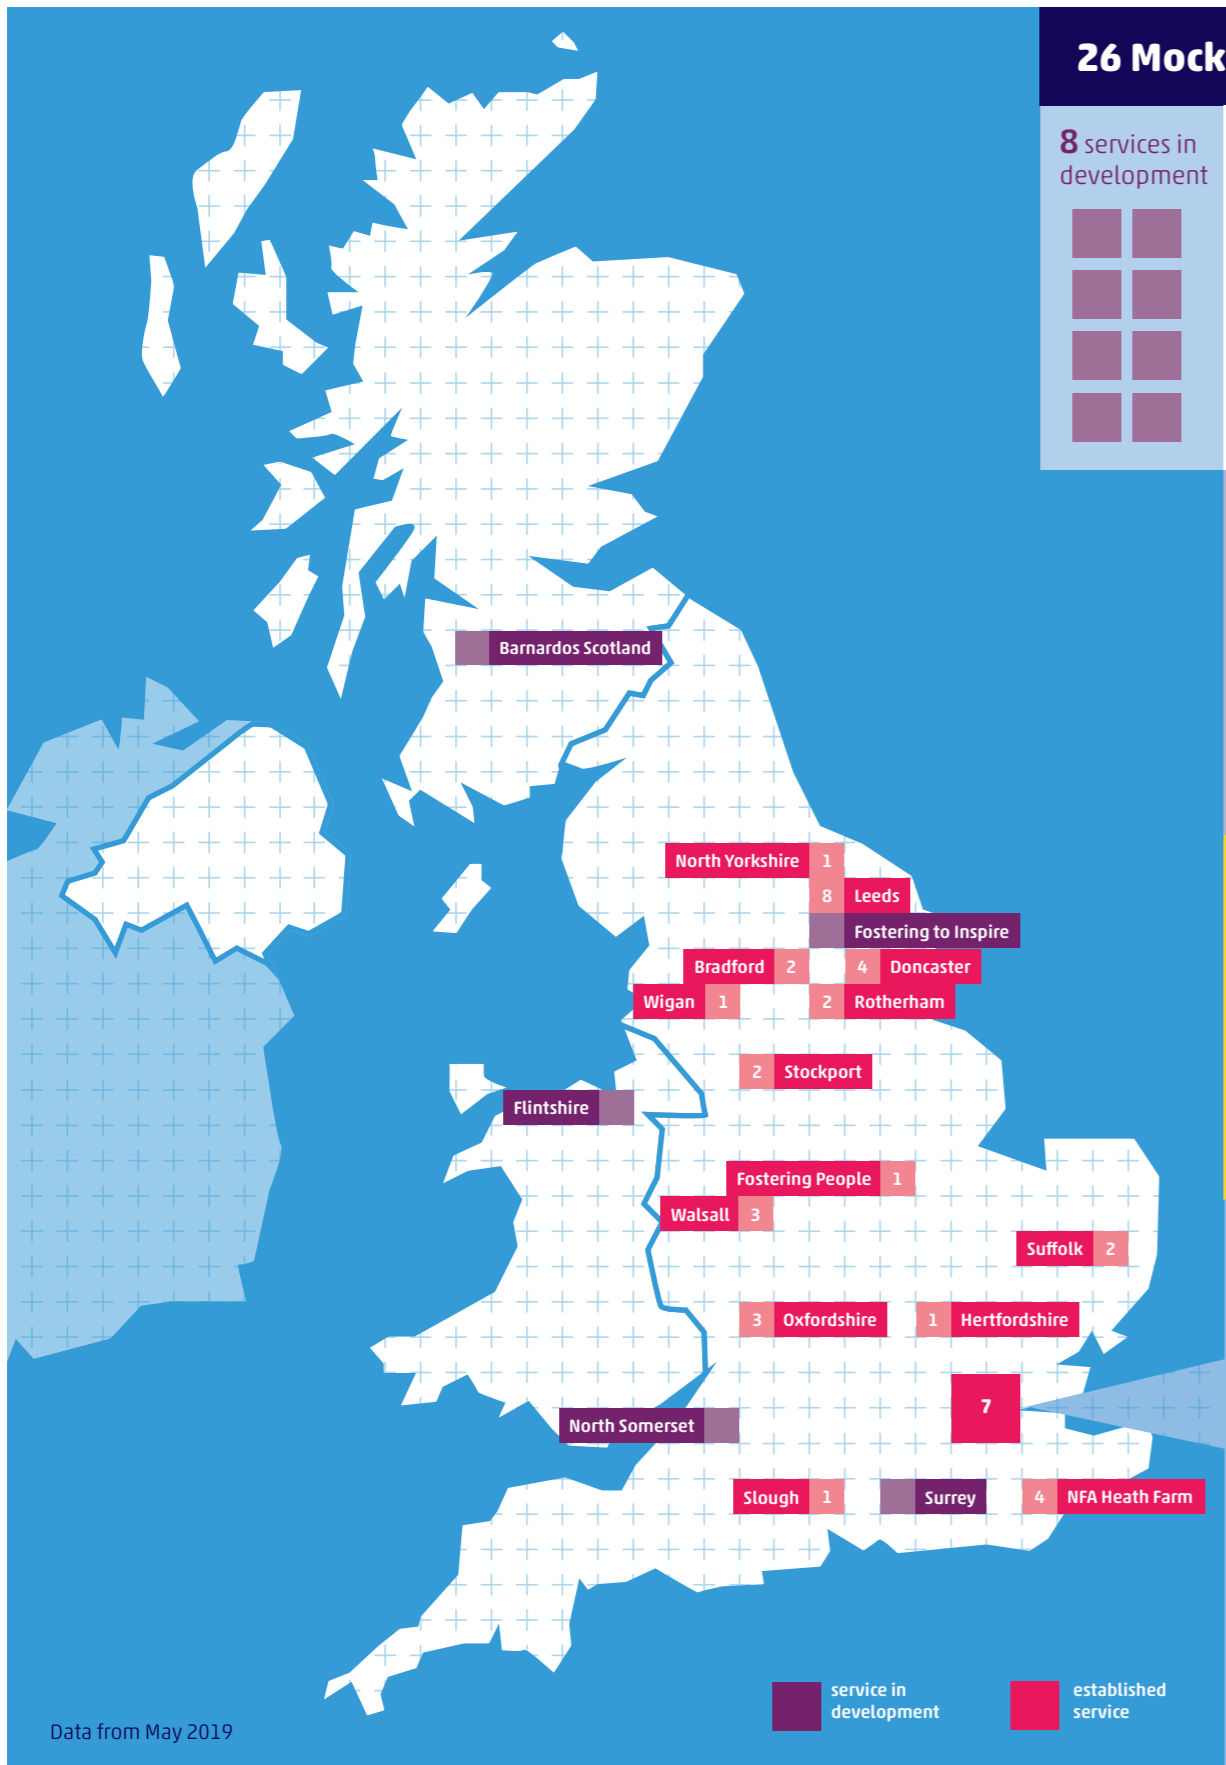 26 Mock
8 services in
development
Barnardos Scotland
North Yorkshire 1
8 Leeds
Fostering to Inspire
Bradford 2
4 Doncaster
Wigan 1
2 Rotherham
2 Stockport
Flintshire
Fostering People 1
Walsall 3
Suffolk 2
3 Oxfordshire
1 Hertfordshire
7
North Somerset
Slough 1
Surrey
4 NFA Heath Farm
service in
development
established
service
Data from May 2019